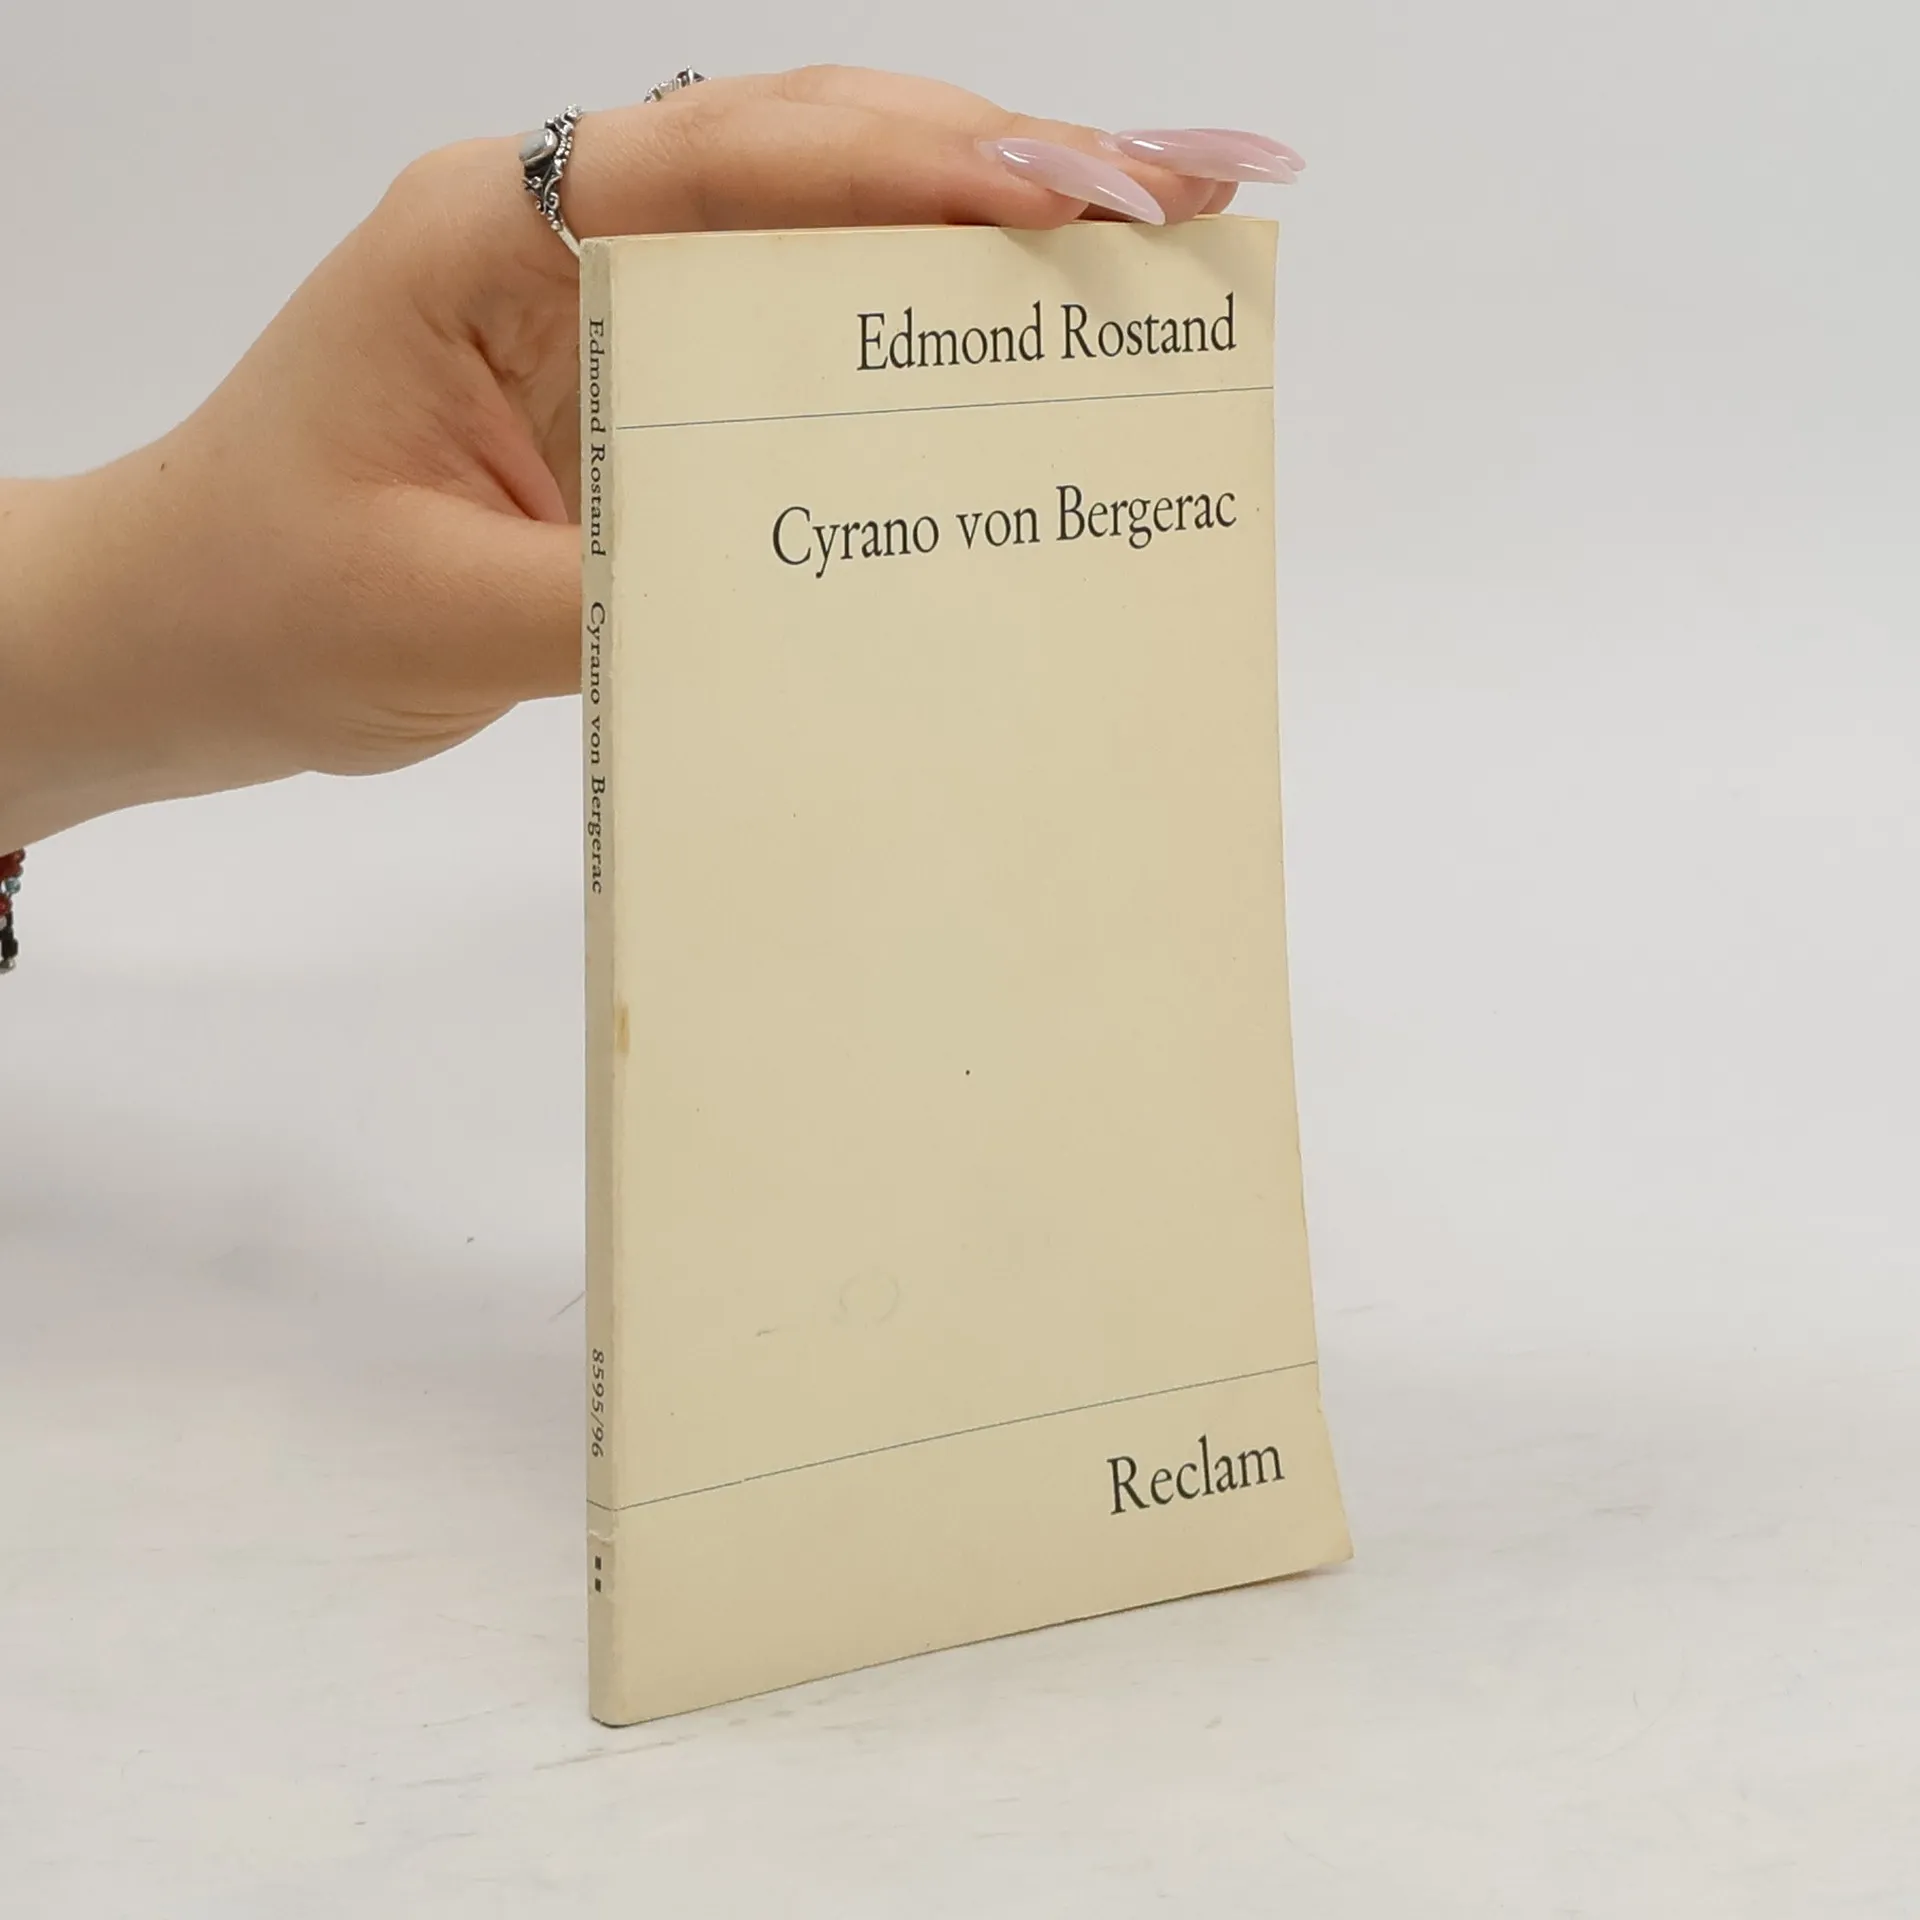 Edmond Rostand
Cyrano von Bergerac
Reclam
Edmond Rostand Cyrano von Bergerac 8595/96